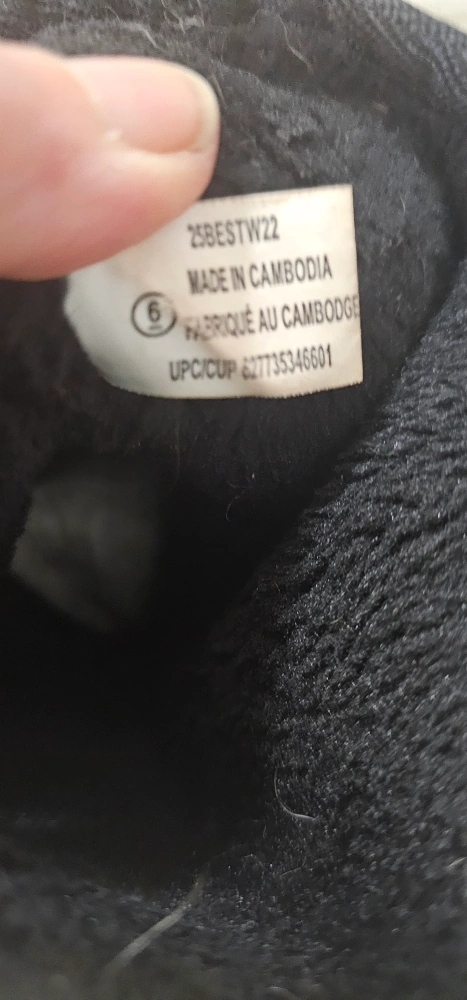 25BESTW22
MADE IN CAMBODIA
6
FABRIQUÉ AU CAMBODGE
UPC/CUP 627735346601